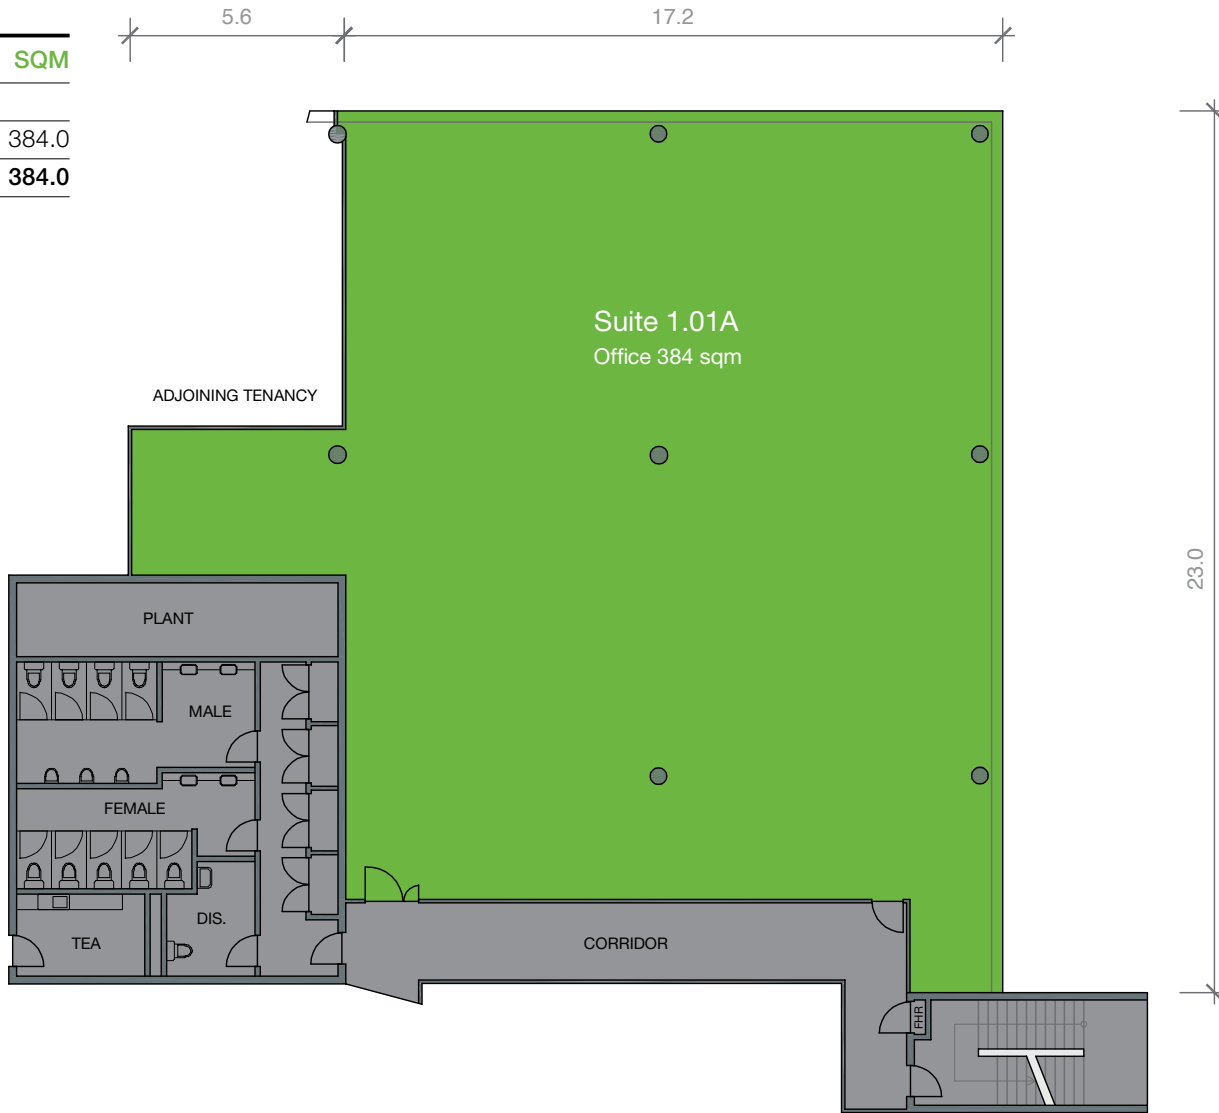 5.6
17.2
SQM
384.0
384.0
Suite 1.01A
Office 384 sqm
ADJOINING TENANCY
23.0
PLANT
MALE
FEMALE
DIS.
TEA
CORRIDOR
FHR